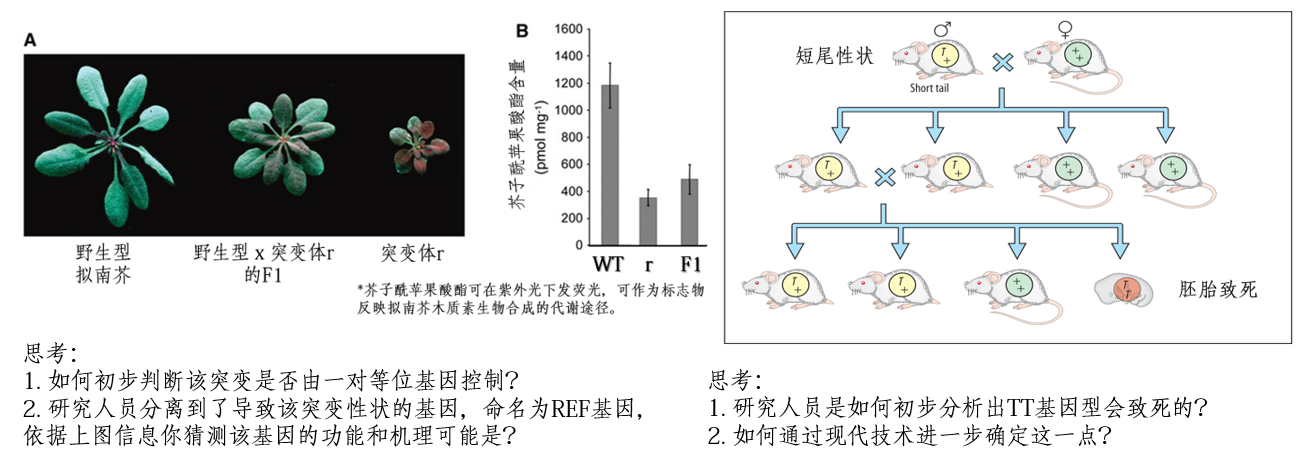 A
野生型
拟南芥
野生型 x 突变体r
的F1
突变体r
B
芥子酰苹果酸酯含量
(pmol mg-1)
1600
1400
1200
1000
800
600
400
200
0
WT r F1
*芥子酰苹果酸酯可在紫外光下发荧光，可作为标志物
反映拟南芥木质素生物合成的代谢途径。
思考：
1. 如何初步判断该突变是否由一对等位基因控制？
2. 研究人员分离到了导致该突变性状的基因，命名为REF基因，
依据上图信息你猜测该基因的功能和机理可能是？
短尾性状
♂
♀
T
+
+
+
Short tail
T
+
T
+
+
+
+
+
T
+
T
+
+
+
T
T
胚胎致死
思考：
1. 研究人员是如何初步分析出TT基因型会致死的？
2. 如何通过现代技术进一步确定这一点？